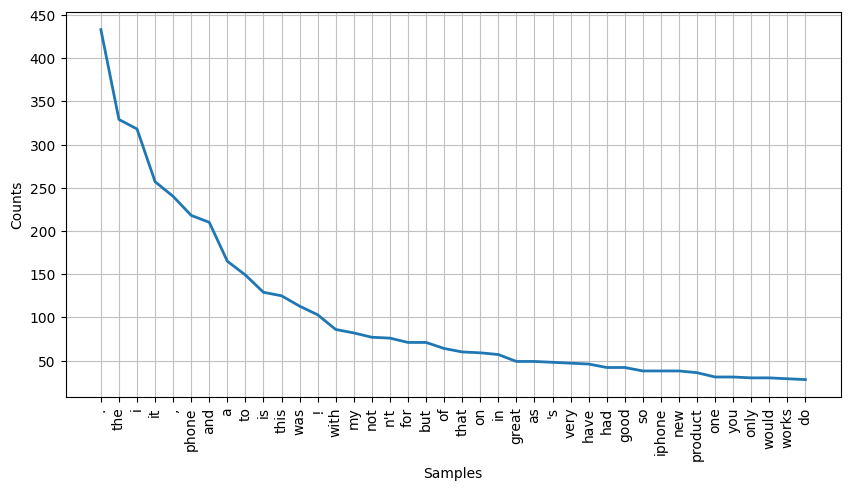 450
400
350
300
250
200
150
100
50
Counts
.
the
i
it
,
phone
and
a
to
is
this
was
!
with
my
not
n't
for
but
of
that
on
in
great
as
's
very
have
had
good
so
iphone
new
product
one
you
only
would
works
do
Samples